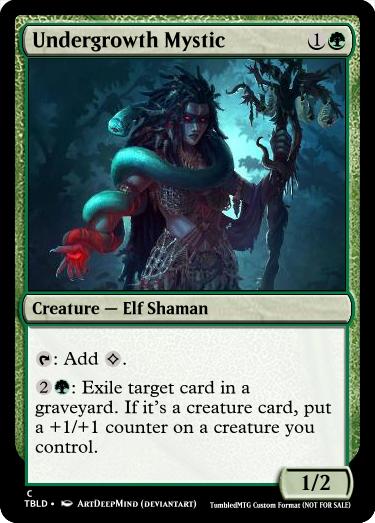 Undergrowth Mystic 1
Creature — Elf Shaman
: Add .
2: Exile target card in a
graveyard. If it's a creature card, put
a +1/+1 counter on a creature you
control.
1/2
C
TBLD • ArtDeepMind (deviantart)
TumbledMTG Custom Format (NOT FOR SALE)